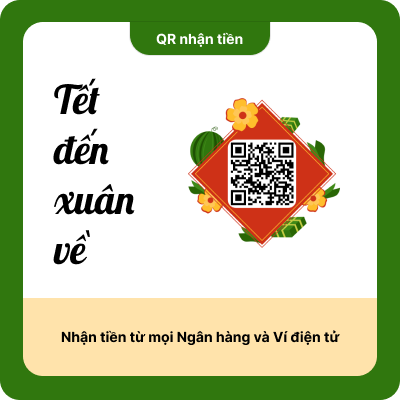 QR nhận tiền
Tết
đến
xuân
về
Nhận tiền từ mọi Ngân hàng và Ví điện tử